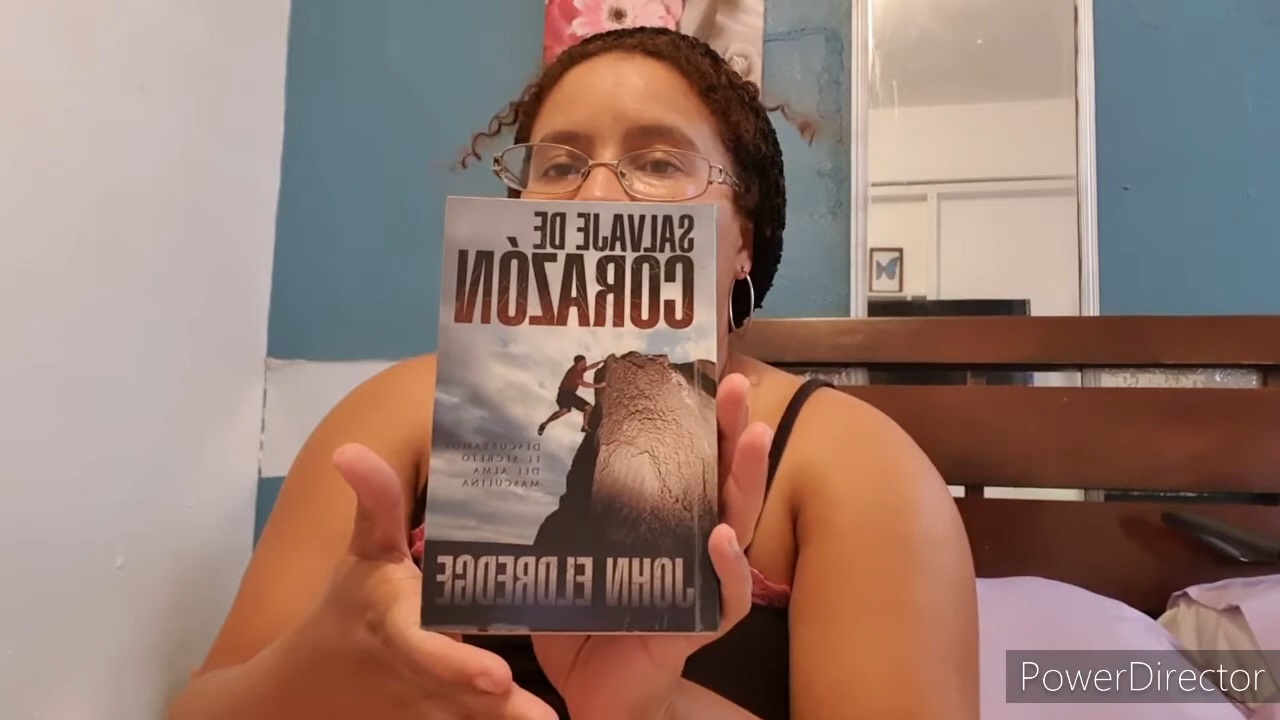 SALVAJE DE
CORAZÓN
DESCUBRAMOS
EL SECRETO
DEL ALMA
MASCULINA
JOHN ELDREDGE
PowerDirector